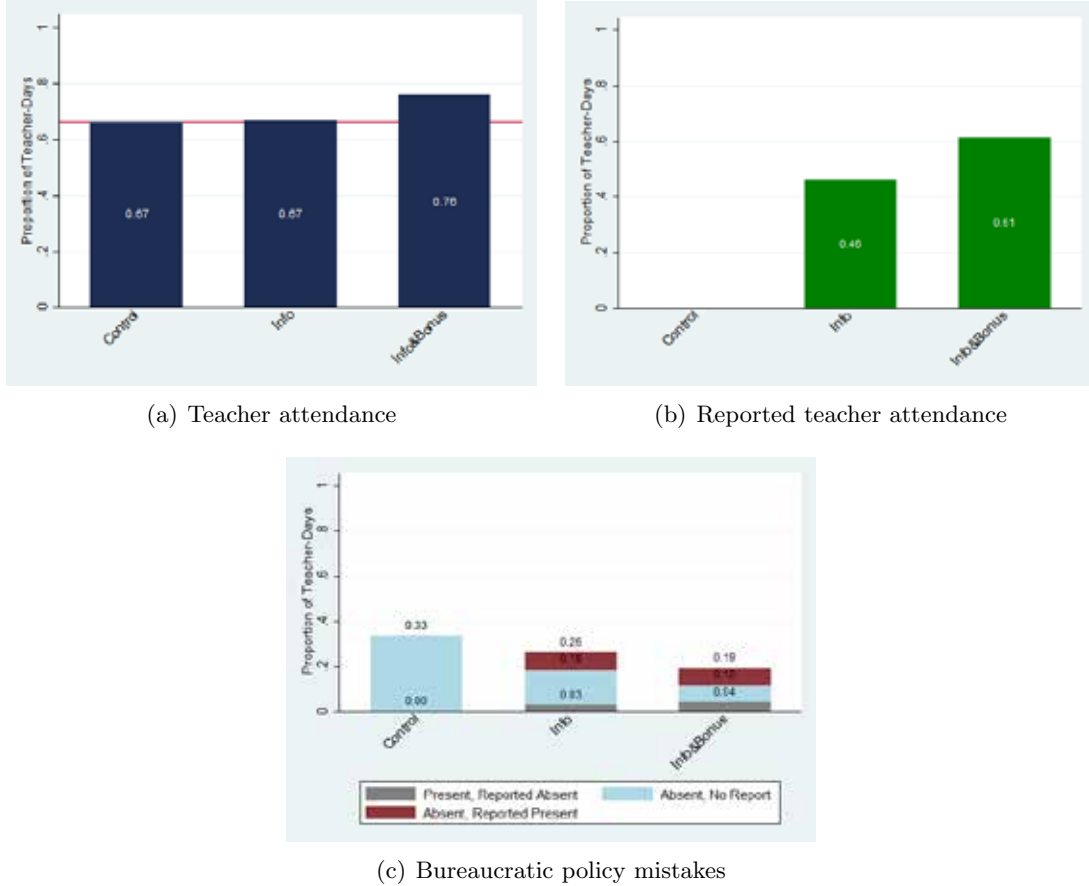 Proportion of Teacher-Days
0 .2 .4 .6 .8 1
0.67
0.67
0.76
Control
Info
Info&Bonus
(a) Teacher attendance
Proportion of Teacher-Days
0 .2 .4 .6 .8 1
0.46
0.61
Control
Info
Info&Bonus
(b) Reported teacher attendance
Proportion of Teacher-Days
0 .2 .4 .6 .8 1
0.33
0.00
0.26
0.03
0.19
0.04
Control
Info
Info&Bonus
Present, Reported Absent
Absent, No Report
Absent, Reported Present
(c) Bureaucratic policy mistakes